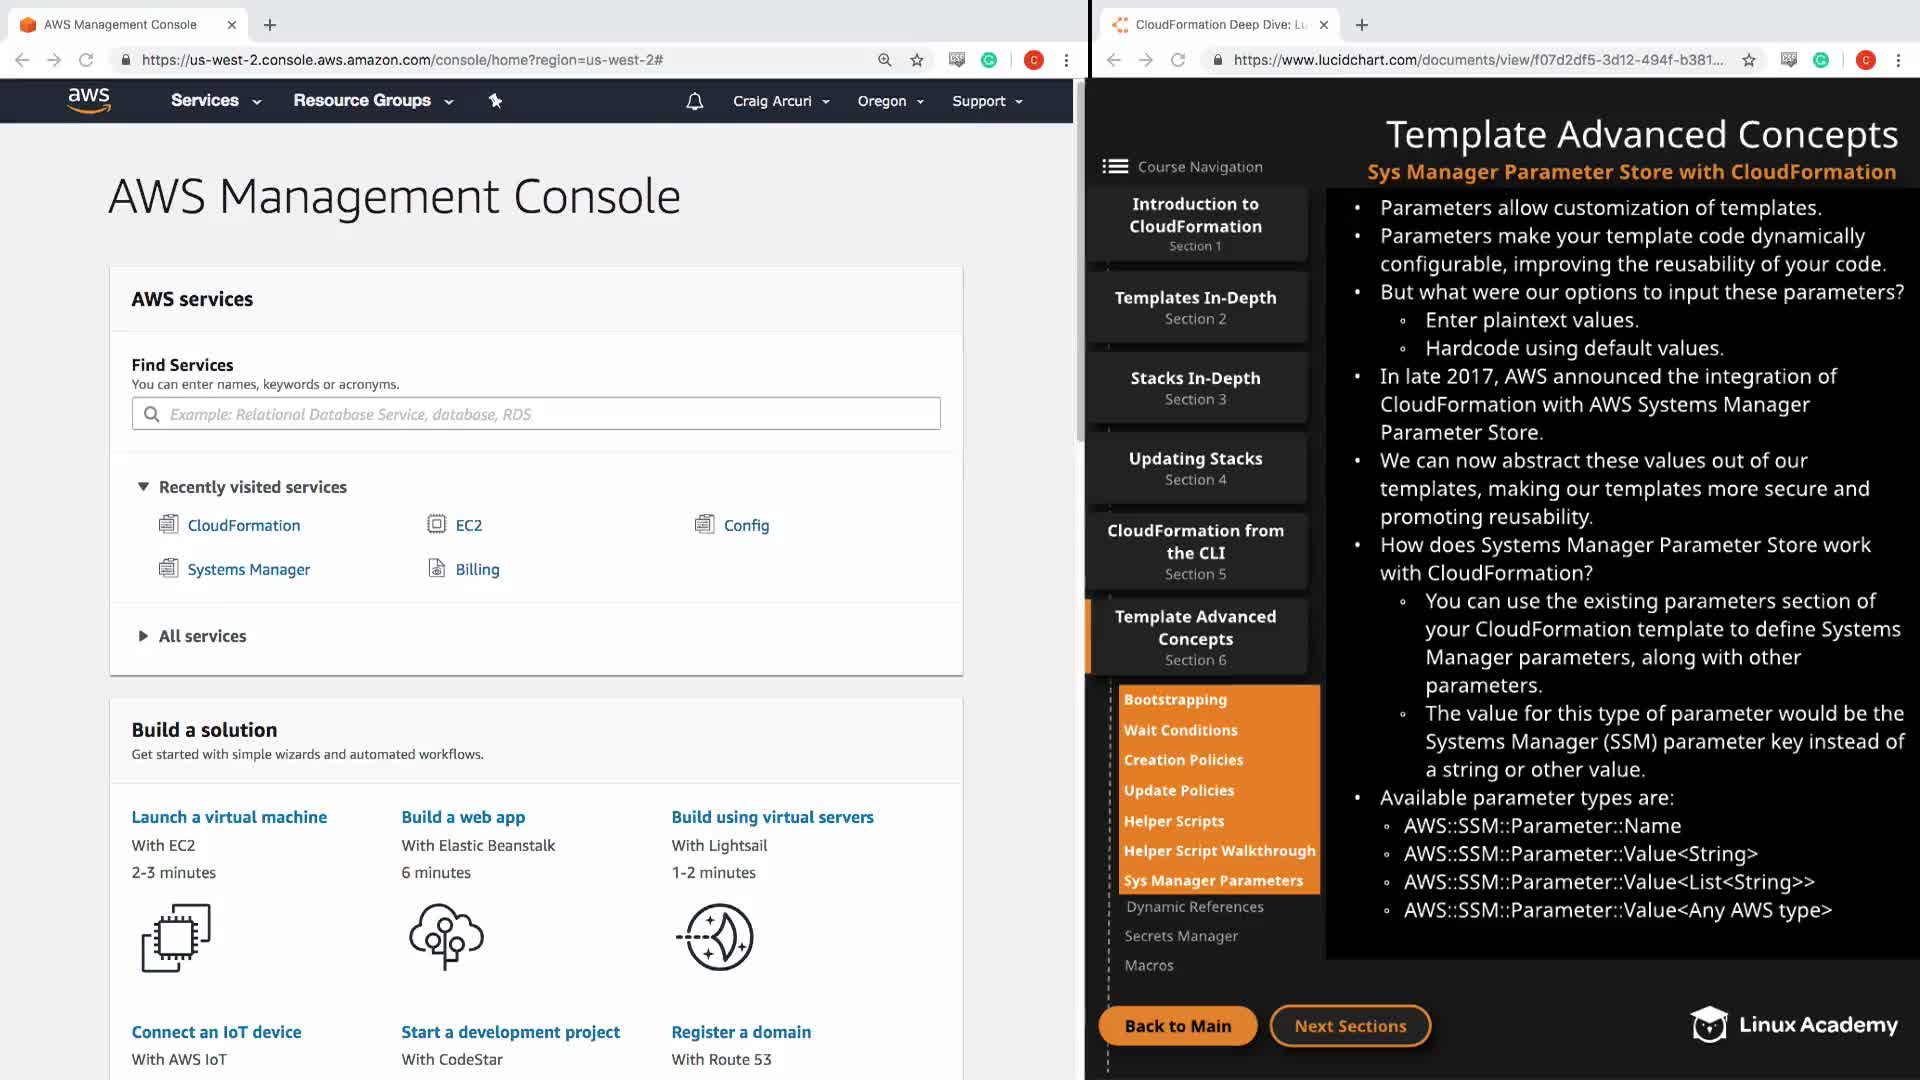 AWS Management Console
https://us-west-2.console.aws.amazon.com/console/home?region=us-west-2#
C
aws
Services
Resource Groups
Craig Arcuri
Oregon
Support
AWS Management Console
AWS services
Find Services
You can enter names, keywords or acronyms.
Example: Relational Database Service, database, RDS
Recently visited services
CloudFormation
EC2
Config
Systems Manager
Billing
All services
Build a solution
Get started with simple wizards and automated workflows.
Launch a virtual machine
With EC2
2-3 minutes
Build a web app
With Elastic Beanstalk
6 minutes
Build using virtual servers
With Lightsail
1-2 minutes
Connect an IoT device
With AWS IoT
Start a development project
With CodeStar
Register a domain
With Route 53
CloudFormation Deep Dive: Lu
https://www.lucidchart.com/documents/view/f07d2df5-3d12-494f-b381...
C
Template Advanced Concepts
Sys Manager Parameter Store with CloudFormation
Course Navigation
Introduction to
CloudFormation
Section 1
Templates In-Depth
Section 2
Stacks In-Depth
Section 3
Updating Stacks
Section 4
CloudFormation from
the CLI
Section 5
Template Advanced
Concepts
Section 6
Bootstrapping
Wait Conditions
Creation Policies
Update Policies
Helper Scripts
Helper Script Walkthrough
Sys Manager Parameters
Dynamic References
Secrets Manager
Macros
• Parameters allow customization of templates.
• Parameters make your template code dynamically
configurable, improving the reusability of your code.
• But what were our options to input these parameters?
◦ Enter plaintext values.
◦ Hardcode using default values.
• In late 2017, AWS announced the integration of
CloudFormation with AWS Systems Manager
Parameter Store.
• We can now abstract these values out of our
templates, making our templates more secure and
promoting reusability.
• How does Systems Manager Parameter Store work
with CloudFormation?
◦ You can use the existing parameters section of
your CloudFormation template to define Systems
Manager parameters, along with other
parameters.
◦ The value for this type of parameter would be the
Systems Manager (SSM) parameter key instead of
a string or other value.
• Available parameter types are:
◦ AWS::SSM::Parameter::Name
◦ AWS::SSM::Parameter::Value<String>
◦ AWS::SSM::Parameter::Value<List<String>>
◦ AWS::SSM::Parameter::Value<Any AWS type>
Back to Main
Next Sections
Linux Academy